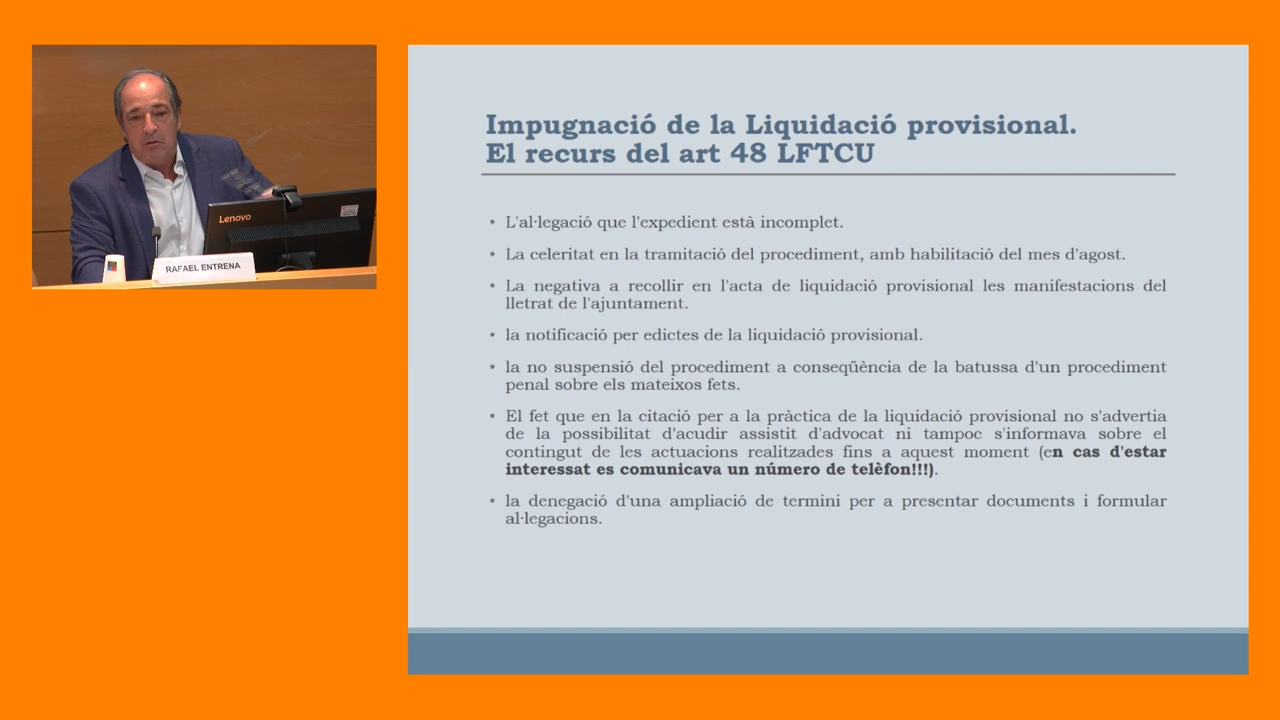 Lenovo
RAFAEL ENTRENA
Impugnació de la Liquidació provisional.
El recurs del art 48 LFTCU
• L'al·legació que l'expedient està incomplet.
• La celeritat en la tramitació del procediment, amb habilitació del mes d'agost.
• La negativa a recollir en l'acta de liquidació provisional les manifestacions del
lletrat de l'ajuntament.
• la notificació per edictes de la liquidació provisional.
• la no suspensió del procediment a conseqüència de la batussa d'un procediment
penal sobre els mateixos fets.
• El fet que en la citació per a la pràctica de la liquidació provisional no s'advertia
de la possibilitat d'acudir assistit d'advocat ni tampoc s'informava sobre el
contingut de les actuacions realitzades fins a aquest moment (en cas d'estar
interessat es comunicava un número de telèfon!!!).
• la denegació d'una ampliació de termini per a presentar documents i formular
al·legacions.